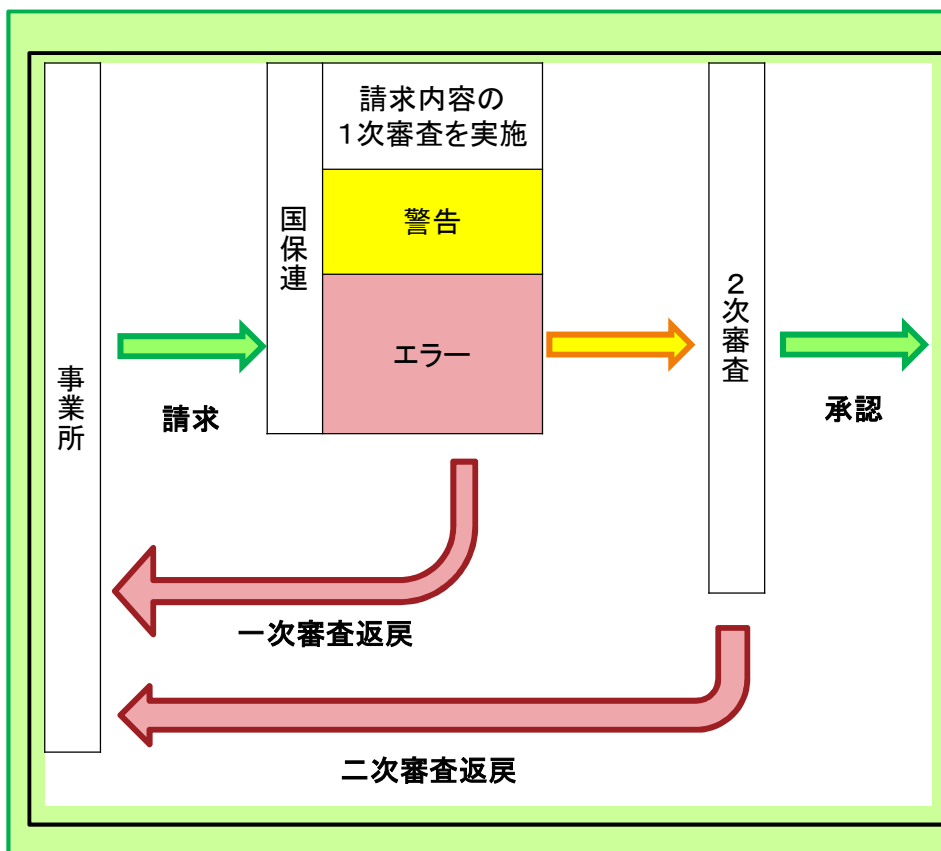 事業所
請求
国保連
請求内容の
１次審査を実施
警告
エラー
２次審査
承認
一次審査返戻
二次審査返戻